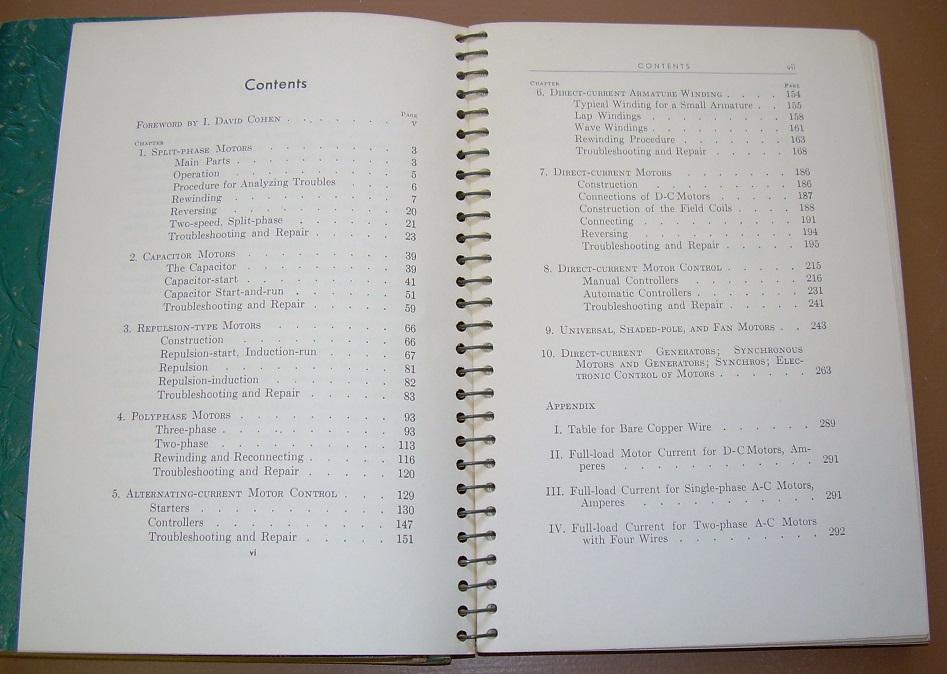 Contents
Page
Foreword by I. David Cohen . . . . . . . . v
Chapter
1. Split-phase Motors . . . . . . . . 3
Main Parts . . . . . . . . . 3
Operation . . . . . . . . . 5
Procedure for Analyzing Troubles . . . . 6
Rewinding . . . . . . . . . 7
Reversing . . . . . . . . . 20
Two-speed, Split-phase . . . . . . 21
Troubleshooting and Repair . . . . . 23
2. Capacitor Motors . . . . . . . . 39
The Capacitor . . . . . . . . 39
Capacitor-start . . . . . . . . 41
Capacitor Start-and-run . . . . . . 51
Troubleshooting and Repair . . . . . 59
3. Repulsion-type Motors . . . . . . . 66
Construction . . . . . . . . 66
Repulsion-start, Induction-run . . . . 67
Repulsion . . . . . . . . . 81
Repulsion-induction . . . . . . . 82
Troubleshooting and Repair . . . . . 83
4. Polyphase Motors . . . . . . . . 93
Three-phase . . . . . . . . . 93
Two-phase . . . . . . . . . 113
Rewinding and Reconnecting . . . . . 116
Troubleshooting and Repair . . . . . 120
5. Alternating-current Motor Control . . . 129
Starters . . . . . . . . . . 130
Controllers . . . . . . . . . 147
Troubleshooting and Repair . . . . . 151
vi
CONTENTS vii
Chapter Page
6. Direct-current Armature Winding . . . . 154
Typical Winding for a Small Armature . . 155
Lap Windings . . . . . . . . 158
Wave Windings . . . . . . . . 161
Rewinding Procedure . . . . . . 163
Troubleshooting and Repair . . . . . 168
7. Direct-current Motors . . . . . . . 186
Construction . . . . . . . . 186
Connections of D-C Motors . . . . . 187
Construction of the Field Coils . . . . 188
Connecting . . . . . . . . . 191
Reversing . . . . . . . . . 194
Troubleshooting and Repair . . . . . 195
8. Direct-current Motor Control . . . . . 215
Manual Controllers . . . . . . . 216
Automatic Controllers . . . . . . 231
Troubleshooting and Repair . . . . . 241
9. Universal, Shaded-pole, and Fan Motors . . 243
10. Direct-current Generators; Synchronous
Motors and Generators; Synchros; Elec-
tronic Control of Motors . . . . . . 263
Appendix
I. Table for Bare Copper Wire . . . . . . 289
II. Full-load Motor Current for D-C Motors, Am-
peres . . . . . . . . . . . 291
III. Full-load Current for Single-phase A-C Motors,
Amperes . . . . . . . . . . 291
IV. Full-load Current for Two-phase A-C Motors
with Four Wires . . . . . . . . 292